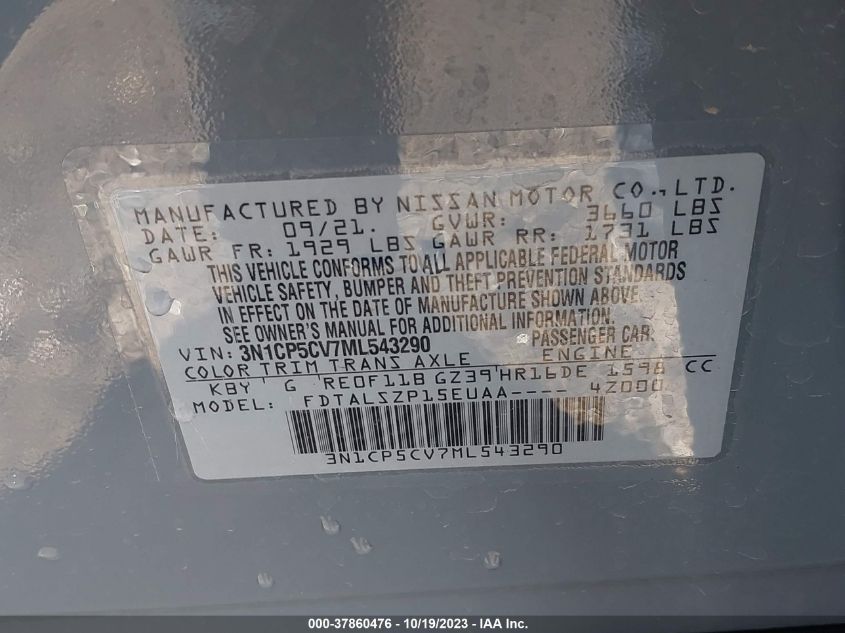 MANUFACTURED BY NISSAN MOTOR CO., LTD.
DATE: 09/21. GVWR: 3660 LBS
GAWR FR: 1929 LBS GAWR RR: 1731 LBS
THIS VEHICLE CONFORMS TO ALL APPLICABLE FEDERAL MOTOR
VEHICLE SAFETY, BUMPER AND THEFT PREVENTION STANDARDS
IN EFFECT ON THE DATE OF MANUFACTURE SHOWN ABOVE.
SEE OWNER'S MANUAL FOR ADDITIONAL INFORMATION
VIN: 3N1CP5CV7ML543290 PASSENGER CAR.
COLOR TRIM TRANS AXLE ENGINE
KBY G RE0F11B GZ39 HR16DE 1598 CC
MODEL: FDTALSZP15EUAA---- 4Z000
3N1CP5CV7ML543290
000-37860476 - 10/19/2023 - IAA Inc.